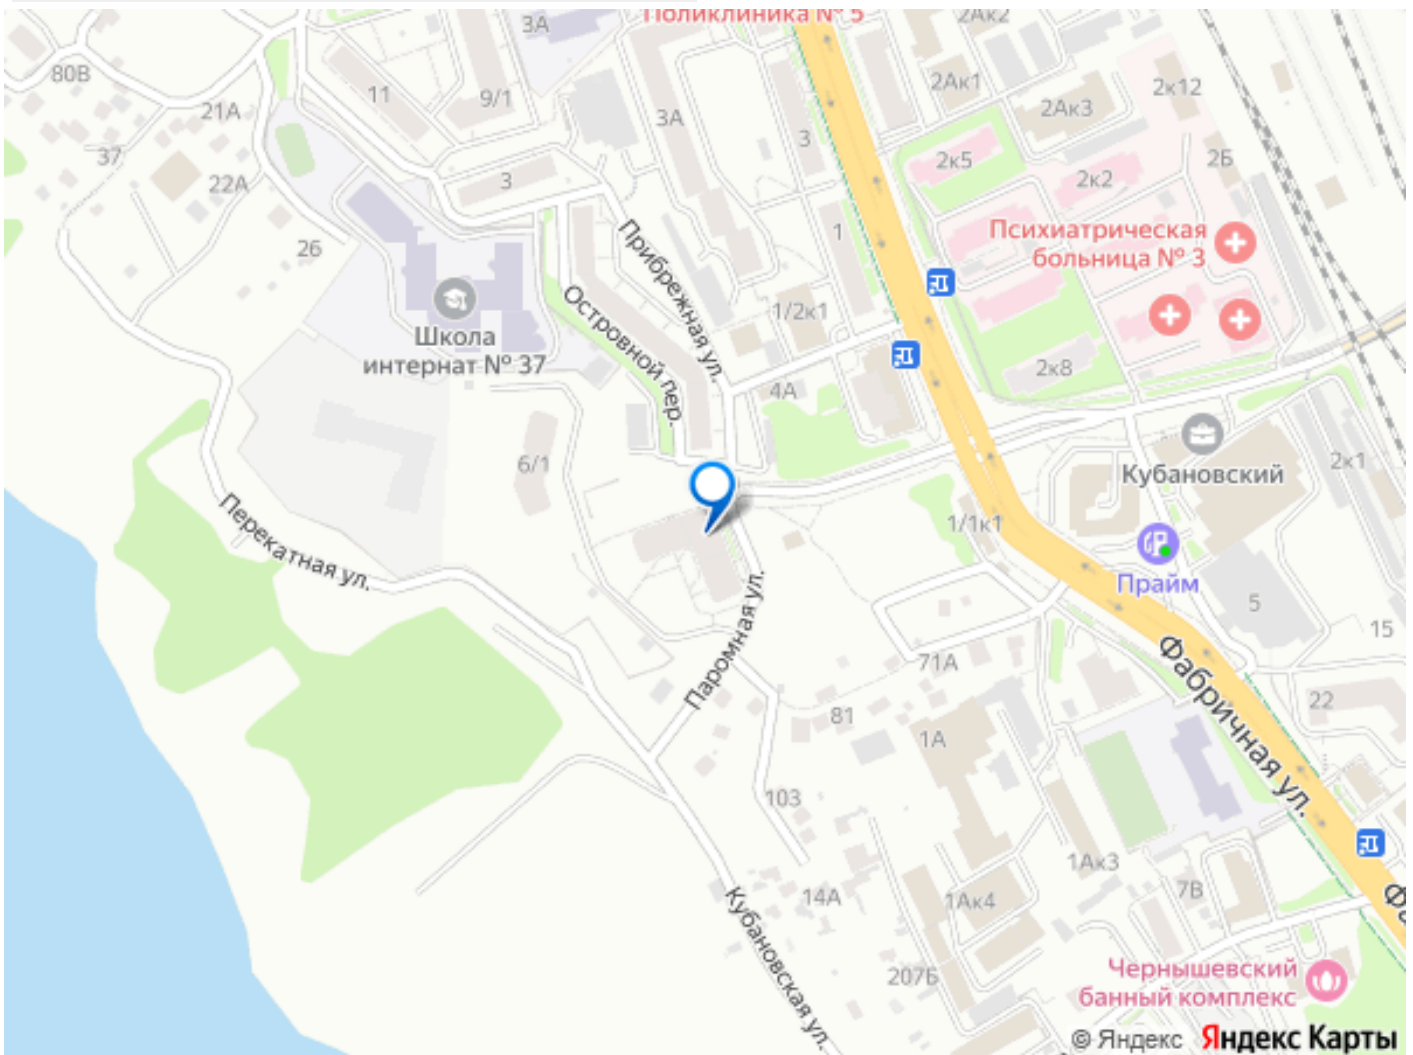 Поликлиника № 5
2Ак2
3А
80В
11
9/1
2Ак1
2к12
2Ак3
21А
3А
3
37
22А
3
2к5
2к2
2Б
26
Прибрежная ул.
1
Психиатрическая
больница № 3
Островной пер.
1/2к1
Школа
интернат № 37
4А
2к8
6/1
Кубановский
2к1
Перекатная ул.
1/1к1
Прайм
5
15
Паромная ул.
71А
Фабричная ул.
22
81
1А
103
1Ак3
14А
1Ак4
7В
Кубановская ул.
207Б
Чернышевский
банный комплекс
© Яндекс Яндекс Карты